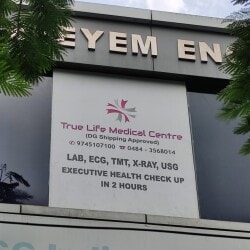 EYEM EN
True Life Medical Centre
(DG Shipping Approved)
9745107100 0484 - 3568014
LAB, ECG, TMT, X-RAY, USG
EXECUTIVE HEALTH CHECK UP
IN 2 HOURS